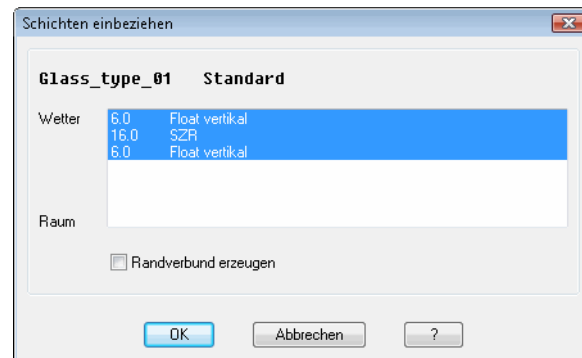 Schichten einbeziehen
Glass_type_01 Standard
Wetter 6.0 Float vertikal
16.0 SZR
6.0 Float vertikal
Raum
Randverbund erzeugen
OK Abbrechen ?